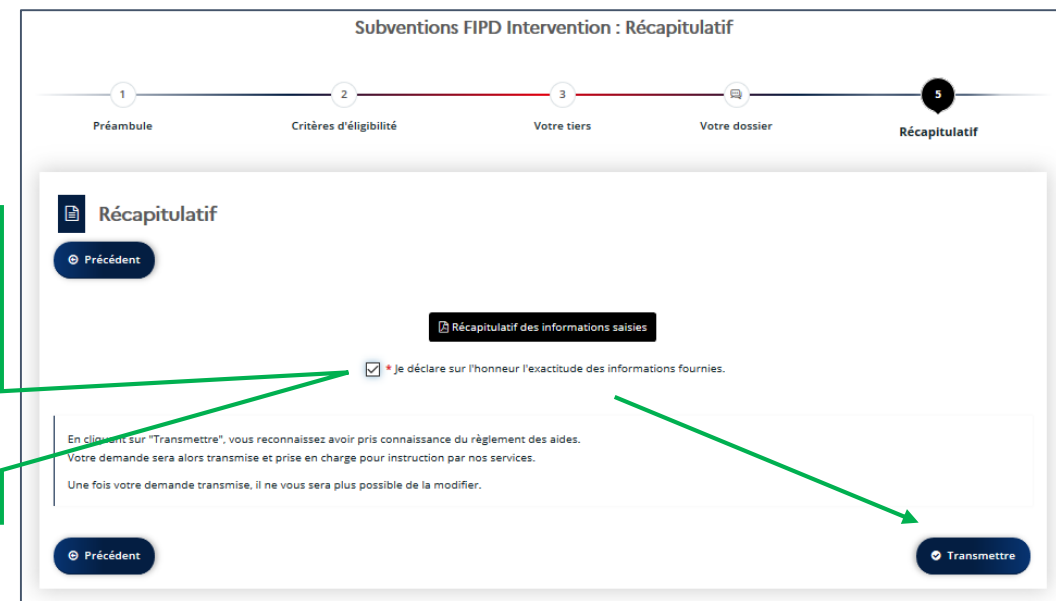 Subventions FIPD Intervention : Récapitulatif
1
2
3
5
Préambule
Critères d'éligibilité
Votre tiers
Votre dossier
Récapitulatif
Récapitulatif
Précédent
Récapitulatif des informations saisies
* Je déclare sur l'honneur l'exactitude des informations fournies.
En cliquant sur "Transmettre", vous reconnaissez avoir pris connaissance du règlement des aides.
Votre demande sera alors transmise et prise en charge pour instruction par nos services.
Une fois votre demande transmise, il ne vous sera plus possible de la modifier.
Précédent
Transmettre